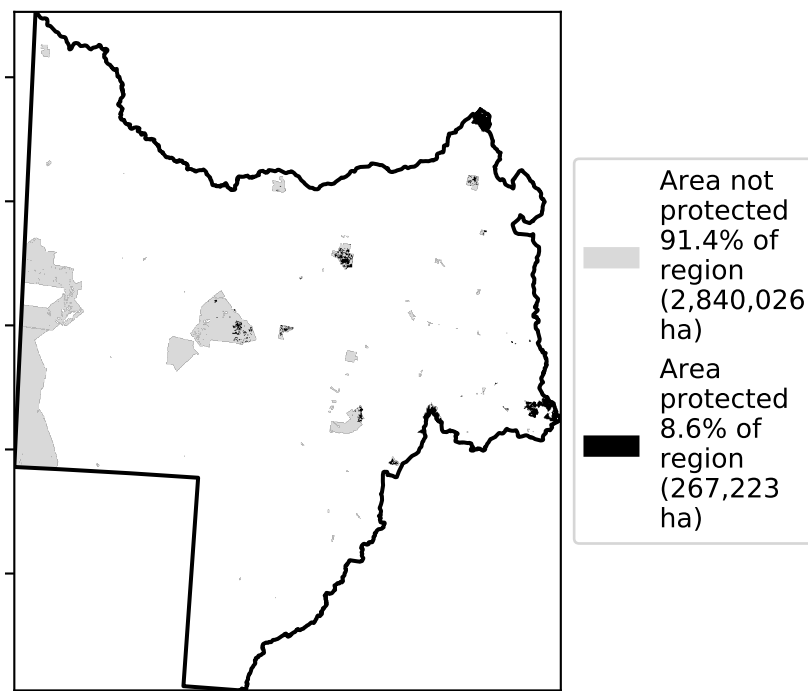 Area not
protected
91.4% of
region
(2,840,026
ha)
Area
protected
8.6% of
region
(267,223
ha)